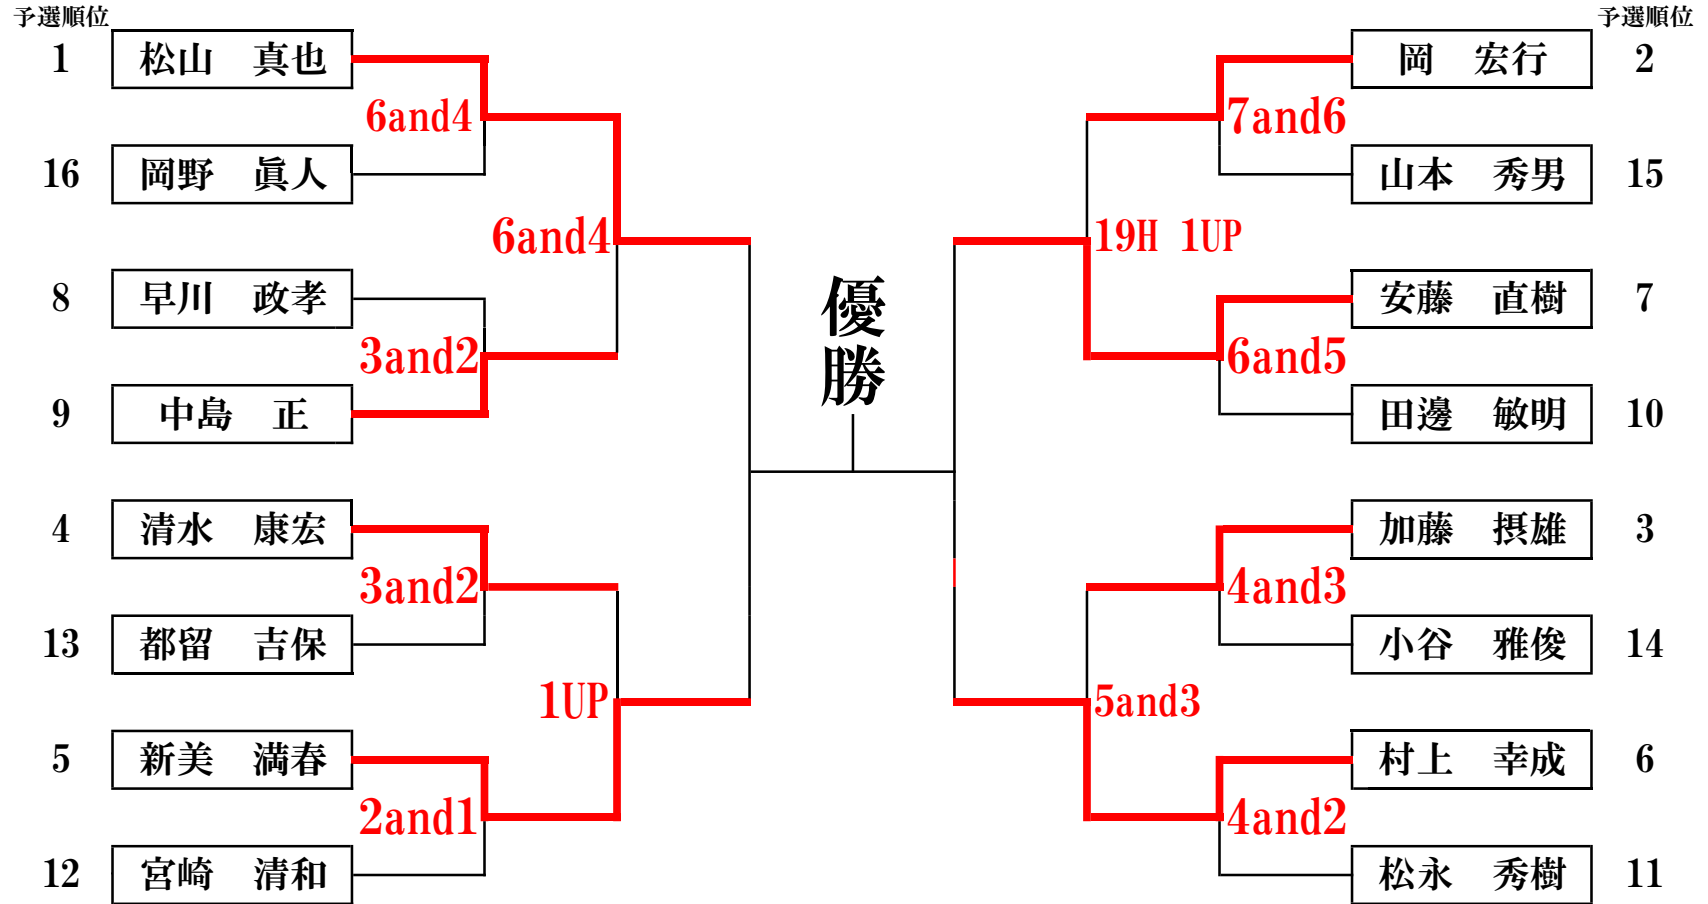 予選順位
1 松山 真也
6and4
16 岡野 眞人
6and4
8 早川 政孝
3and2
9 中島 正
4 清水 康宏
3and2
13 都留 吉保
1UP
5 新美 満春
2and1
12 宮崎 清和
優勝
予選順位
岡 宏行 2
7and6
山本 秀男 15
19H 1UP
安藤 直樹 7
6and5
田邊 敏明 10
加藤 摂雄 3
4and3
小谷 雅俊 14
5and3
村上 幸成 6
4and2
松永 秀樹 11